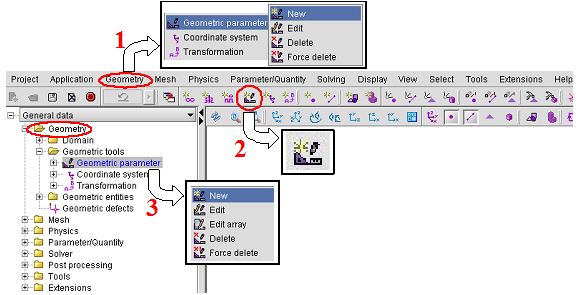 Geometric parameter
Coordinate system
Transformation
New
Edit
Delete
Force delete
1
Project Application Geometry Mesh Physics Parameter/Quantity Solving Display View Select Tools Extensions Help
2
General data
Geometry
Domain
Geometric tools
Geometric parameter
Coordinate system
Transformation
Geometric entities
Geometric defects
Mesh
Physics
Parameter/Quantity
Solver
Post processing
Tools
Extensions
3
New
Edit
Edit array
Delete
Force delete